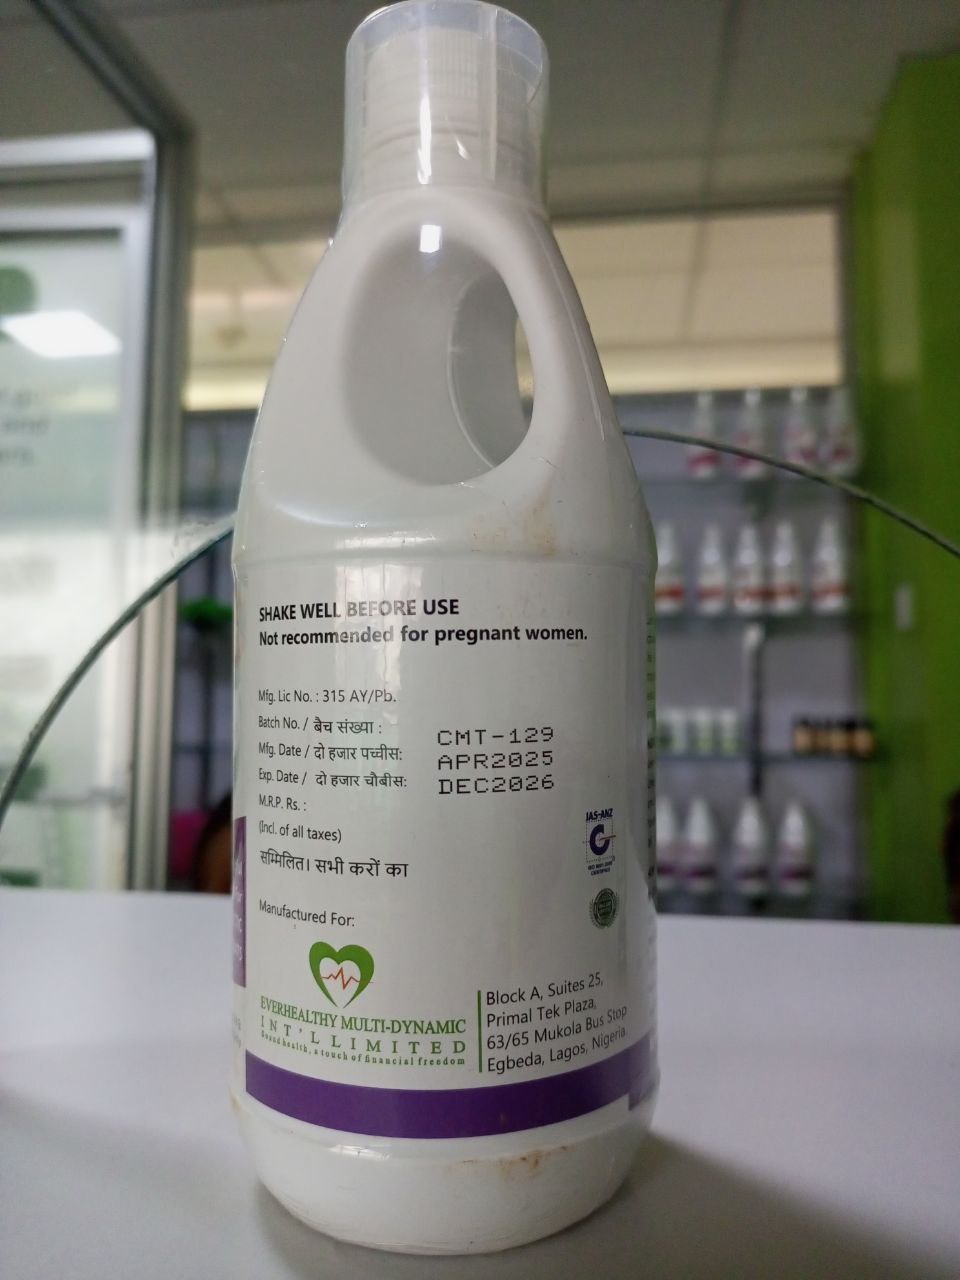 SHAKE WELL BEFORE USE
Not recommended for pregnant women.
Mfg. Lic No. : 315 AY/Pb.
Batch No. / बैच संख्या : CMT-129
Mfg. Date / दो हजार पच्चीस: APR2025
Exp. Date / दो हजार चौबीस: DEC2026
M.R.P. Rs. :
(Incl. of all taxes)
सम्मिलित। सभी करों का
JAS-ANZ
Manufactured For:
EVERHEALTHY MULTI-DYNAMIC
INT'L LIMITED
Sound health, a touch of financial freedom
Block A, Suites 25,
Primal Tek Plaza,
63/65 Mukola Bus Stop
Egbeda, Lagos, Nigeria